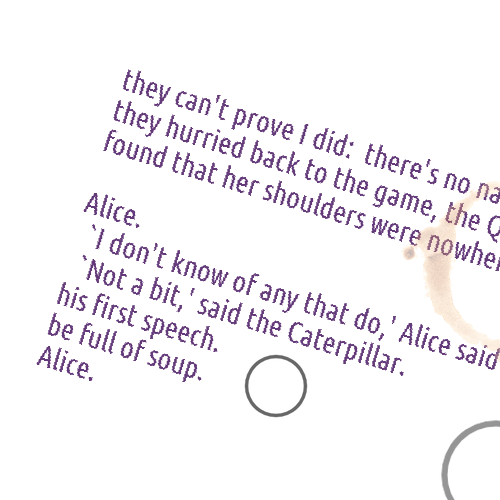 they can't prove I did:  there's no
they hurried back to the game, the
found that her shoulders were
Alice.
`I don't know of any that do,' Alice said
`Not a bit,' said the Caterpillar.
his first speech.
be full of soup.
Alice.